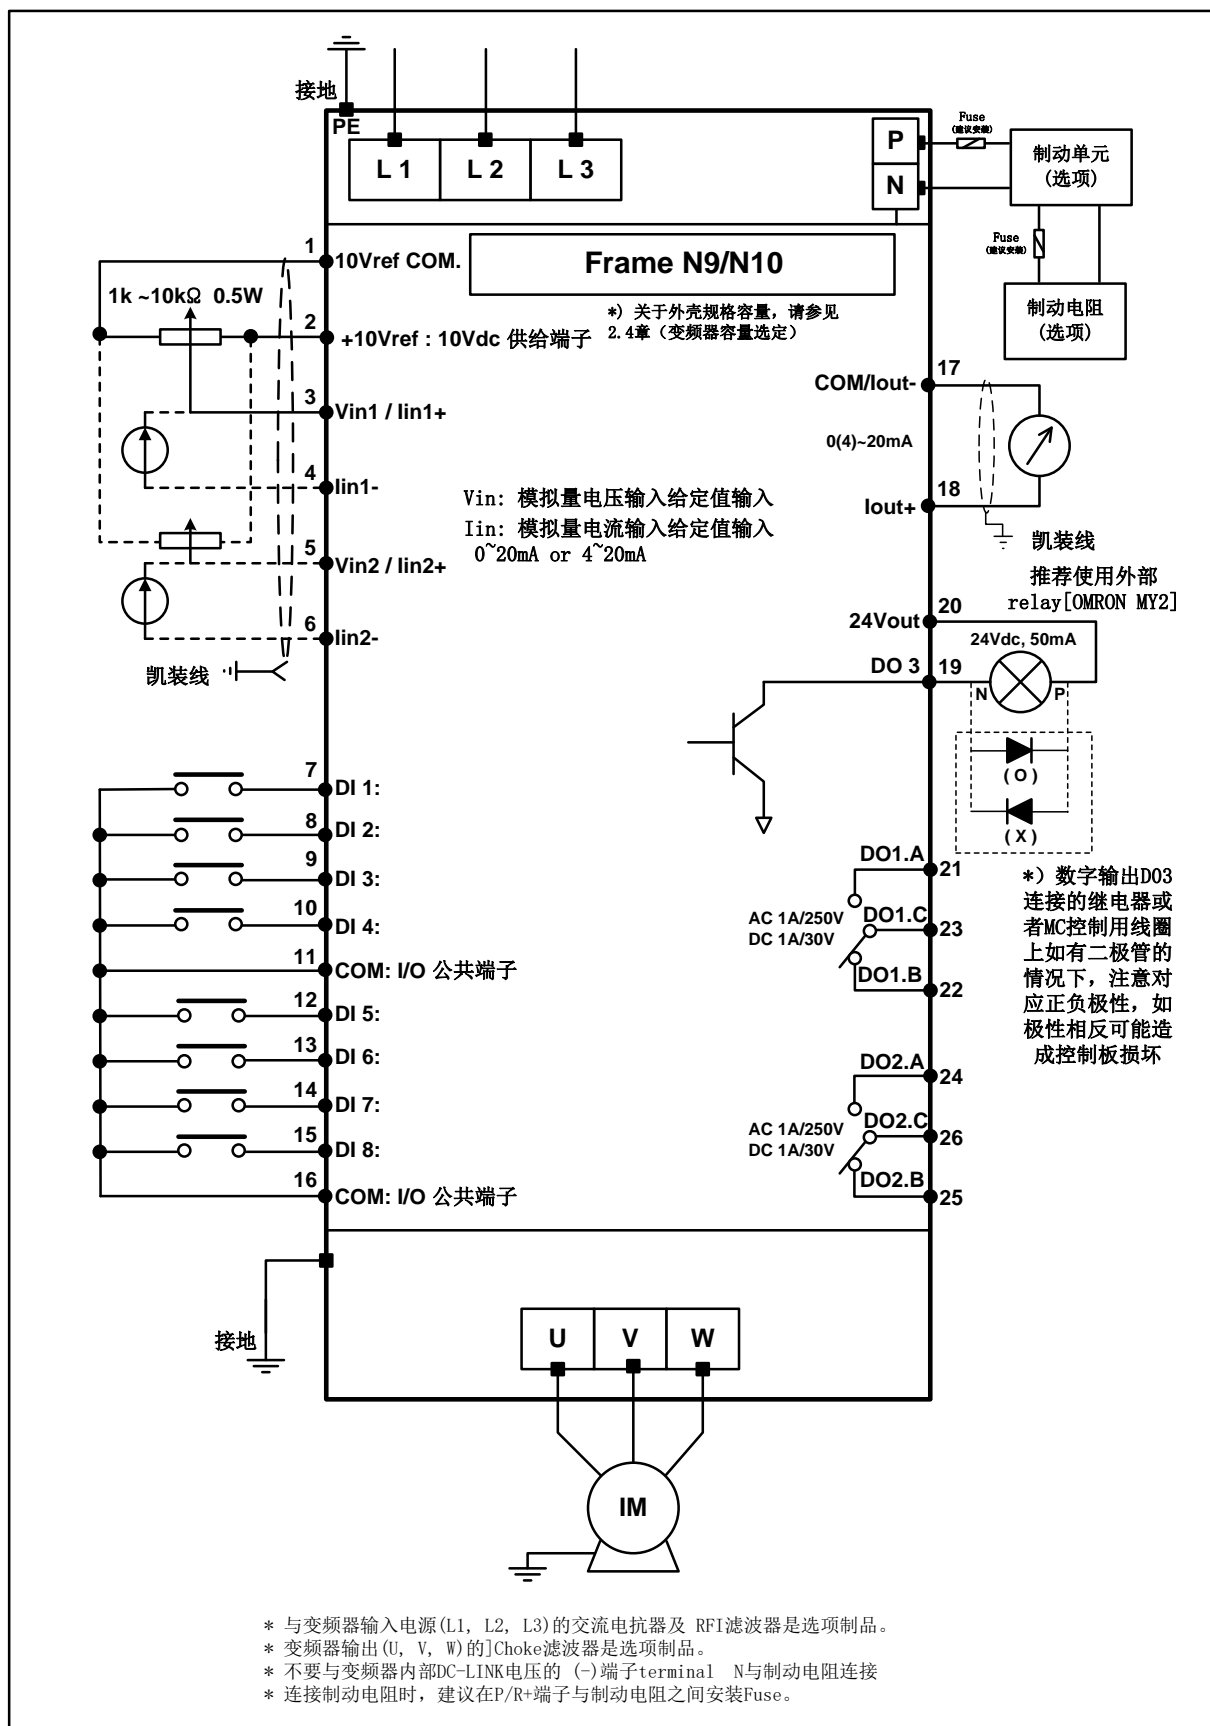 接地
PE
L 1
L 2
L 3
P
N
Fuse
(建议安装)
制动单元
(选项)
Fuse
(建议安装)
制动电阻
(选项)
Frame N9/N10
*) 关于外壳规格容量，请参见
2.4章（变频器容量选定）
1
10Vref COM.
1k ~10kΩ 0.5W
2
+10Vref : 10Vdc 供给端子
3
Vin1 / Iin1+
4
Iin1-
5
Vin2 / Iin2+
6
Iin2-
凯装线
Vin: 模拟量电压输入给定值输入
Iin: 模拟量电流输入给定值输入
0~20mA or 4~20mA
17
COM/Iout-
0(4)~20mA
18
Iout+
凯装线
推荐使用外部
relay[OMRON MY2]
20
24Vout
24Vdc, 50mA
DO 3
19
N
P
( O )
( X )
7
DI 1:
8
DI 2:
9
DI 3:
10
DI 4:
11
COM: I/O 公共端子
12
DI 5:
13
DI 6:
14
DI 7:
15
DI 8:
16
COM: I/O 公共端子
DO1.A
21
AC 1A/250V
DC 1A/30V
DO1.C
23
DO1.B
22
*）数字输出DO3
连接的继电器或
者MC控制用线圈
上如有二极管的
情况下，注意对
应正负极性，如
极性相反可能造
成控制板损坏
DO2.A
24
AC 1A/250V
DC 1A/30V
DO2.C
26
DO2.B
25
接地
U
V
W
IM
* 与变频器输入电源(L1, L2, L3)的交流电抗器及 RFI滤波器是选项制品。
* 变频器输出(U, V, W)的]Choke滤波器是选项制品。
* 不要与变频器内部DC-LINK电压的 (-)端子terminal N与制动电阻连接
* 连接制动电阻时，建议在P/R+端子与制动电阻之间安装Fuse。